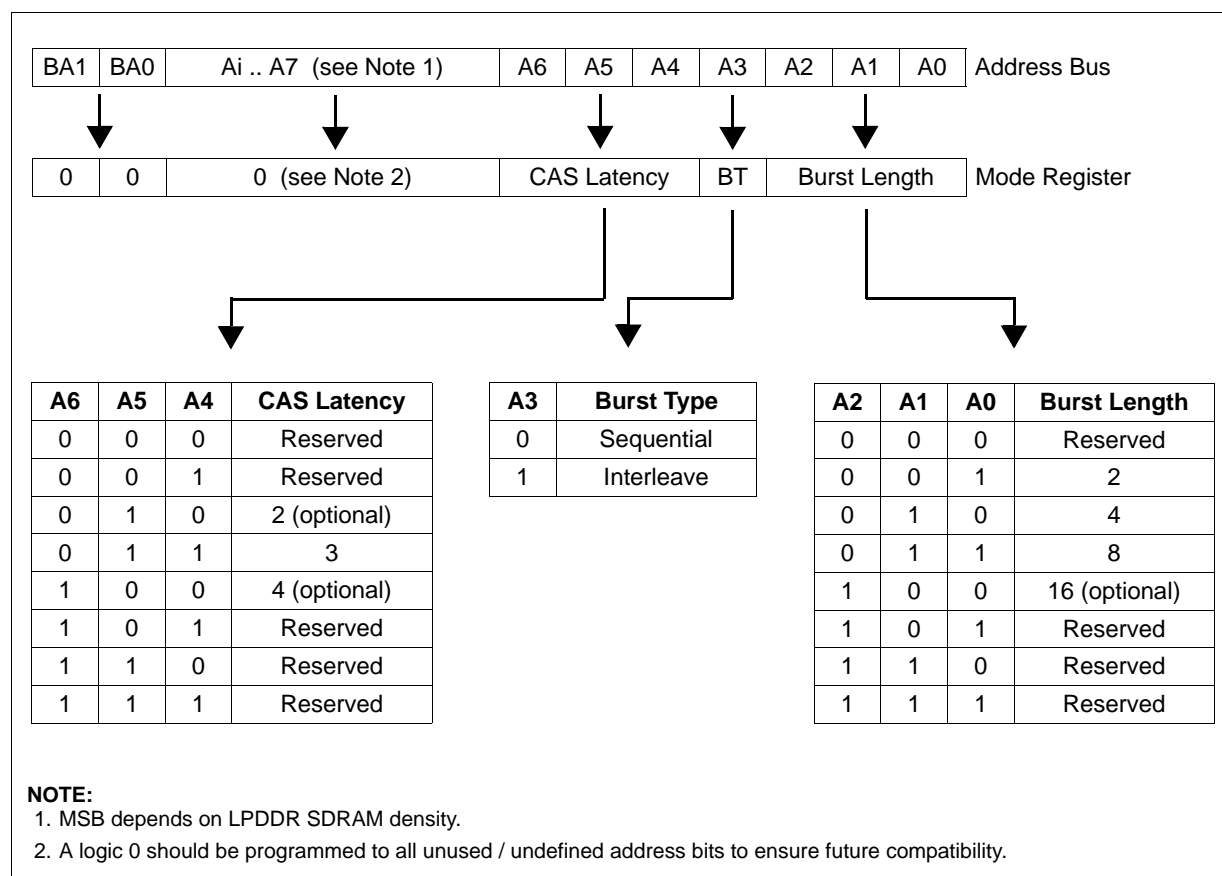 BA1 BA0 Ai .. A7 (see Note 1) A6 A5 A4 A3 A2 A1 A0 Address Bus
0 0 0 (see Note 2) CAS Latency BT Burst Length Mode Register
A6 A5 A4 CAS Latency
0 0 0 Reserved
0 0 1 Reserved
0 1 0 2 (optional)
0 1 1 3
1 0 0 4 (optional)
1 0 1 Reserved
1 1 0 Reserved
1 1 1 Reserved
A3 Burst Type
0 Sequential
1 Interleave
A2 A1 A0 Burst Length
0 0 0 Reserved
0 0 1 2
0 1 0 4
0 1 1 8
1 0 0 16 (optional)
1 0 1 Reserved
1 1 0 Reserved
1 1 1 Reserved
NOTE:
1. MSB depends on LPDDR SDRAM density.
2. A logic 0 should be programmed to all unused / undefined address bits to ensure future compatibility.